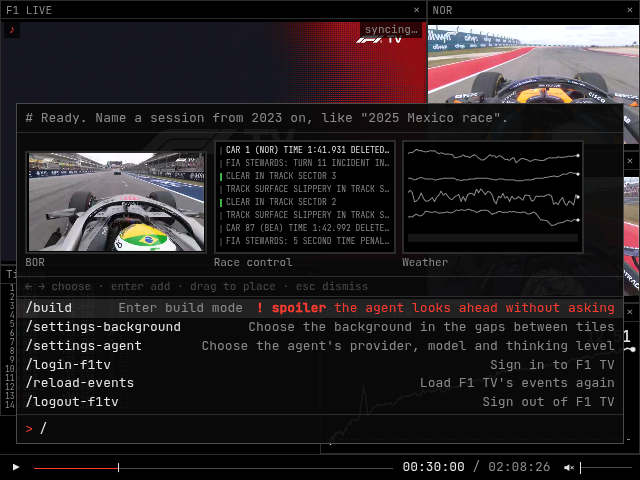 F1 LIVE ×
NOR ×
♪
syncing…
# Ready. Name a session from 2023 on, like "2025 Mexico race".
CAR 1 (NOR) TIME 1:41.931 DELETED…
FIA STEWARDS: TURN 11 INCIDENT IN…
CLEAR IN TRACK SECTOR 3
TRACK SURFACE SLIPPERY IN TRACK S…
CLEAR IN TRACK SECTOR 2
TRACK SURFACE SLIPPERY IN TRACK S…
CAR 87 (BEA) TIME 1:42.992 DELETE…
FIA STEWARDS: 5 SECOND TIME PENAL…
BOR
Race control
Weather
←→ choose · enter add · drag to place · esc dismiss
/build Enter build mode ! spoiler the agent looks ahead without asking
/settings-background Choose the background in the gaps between tiles
/settings-agent Choose the agent's provider, model and thinking level
/login-f1tv Sign in to F1 TV
/reload-events Load F1 TV's events again
/logout-f1tv Sign out of F1 TV
> /
00:30:00 / 02:08:26